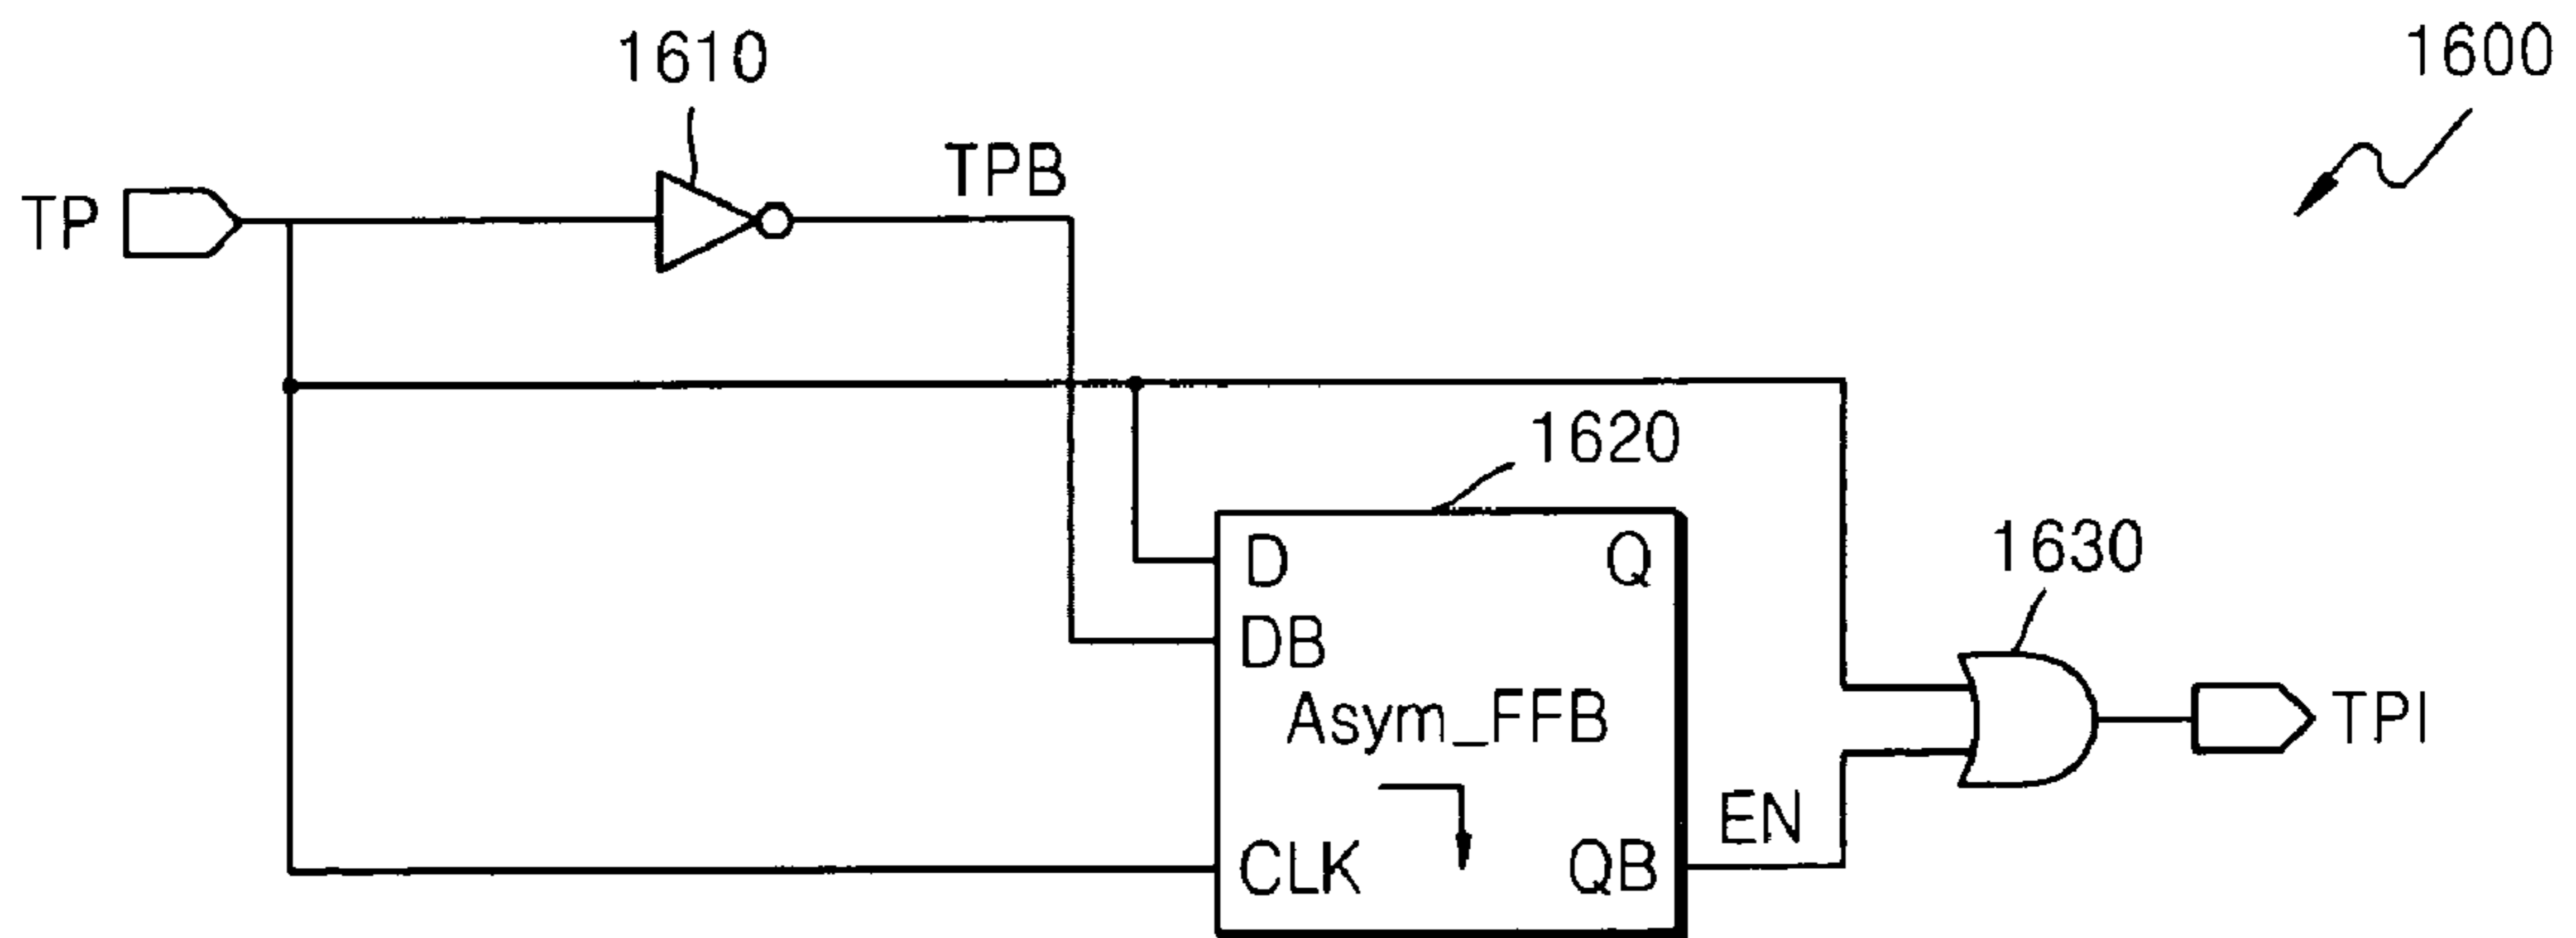 1600
1610
TPB
TP
1620
D
Q
1630
DB
Asym_FFB
TPI
EN
CLK
QB